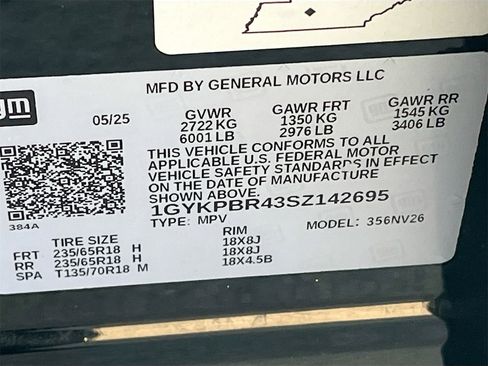 MFD BY GENERAL MOTORS LLC
gm
05/25 GVWR GAWR FRT GAWR RR
2722 KG 1350 KG 1545 KG
6001 LB 2976 LB 3406 LB
THIS VEHICLE CONFORMS TO ALL
APPLICABLE U.S. FEDERAL MOTOR
VEHICLE SAFETY STANDARDS IN EFFECT
ON THE DATE OF MANUFACTURE
SHOWN ABOVE.
1GYKPBR43SZ142695
384A TYPE: MPV MODEL: 356NV26
TIRE SIZE RIM
FRT 235/65R18 H 18X8J
RR 235/65R18 H 18X8J
SPA T135/70R18 M 18X4.5B